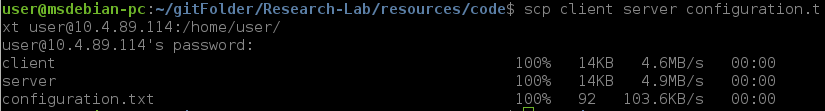 user@msdebian-pc:~/gitFolder/Research-Lab/resources/code$ scp client server configuration.t
xt user@10.4.89.114:/home/user/
user@10.4.89.114's password:
client 100% 14KB 4.6MB/s 00:00
server 100% 14KB 4.9MB/s 00:00
configuration.txt 100% 92 103.6KB/s 00:00